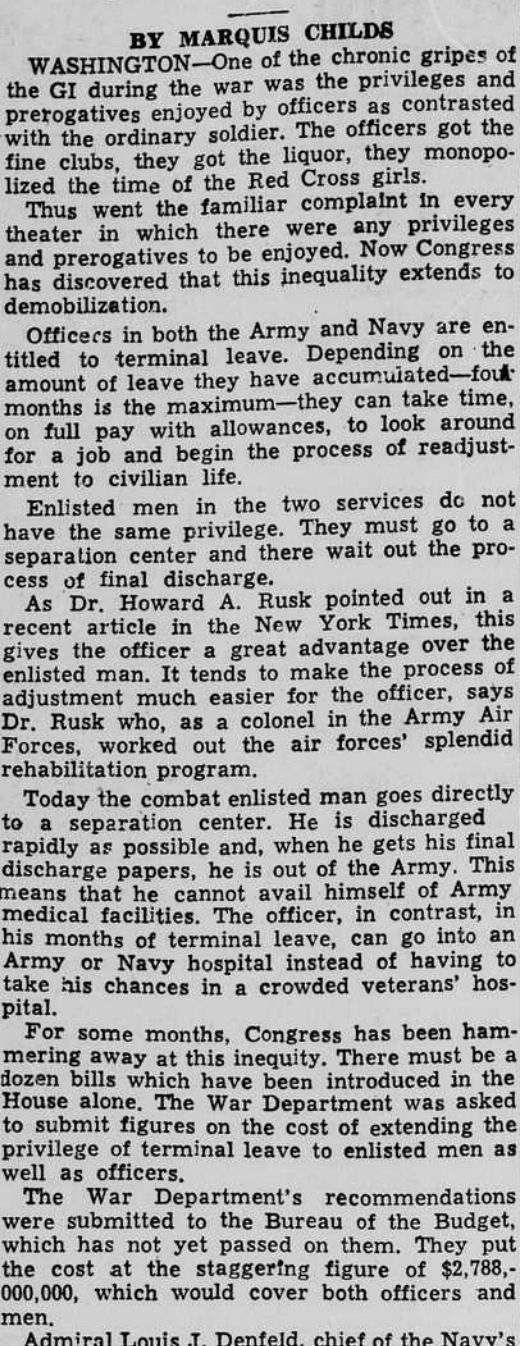 BY MARQUIS CHILDS
WASHINGTON—One of the chronic gripes of
the GI during the war was the privileges and
prerogatives enjoyed by officers as contrasted
with the ordinary soldier. The officers got the
fine clubs, they got the liquor, they monopo-
lized the time of the Red Cross girls.
Thus went the familiar complaint in every
theater in which there were any privileges
and prerogatives to be enjoyed. Now Congress
has discovered that this inequality extends to
demobilization.
Officers in both the Army and Navy are en-
titled to terminal leave. Depending on the
amount of leave they have accumulated—four
months is the maximum—they can take time,
on full pay with allowances, to look around
for a job and begin the process of readjust-
ment to civilian life.
Enlisted men in the two services do not
have the same privilege. They must go to a
separation center and there wait out the pro-
cess of final discharge.
As Dr. Howard A. Rusk pointed out in a
recent article in the New York Times, this
gives the officer a great advantage over the
enlisted man. It tends to make the process of
adjustment much easier for the officer, says
Dr. Rusk who, as a colonel in the Army Air
Forces, worked out the air forces' splendid
rehabilitation program.
Today the combat enlisted man goes directly
to a separation center. He is discharged
rapidly as possible and, when he gets his final
discharge papers, he is out of the Army. This
means that he cannot avail himself of Army
medical facilities. The officer, in contrast, in
his months of terminal leave, can go into an
Army or Navy hospital instead of having to
take his chances in a crowded veterans' hos-
pital.
For some months, Congress has been ham-
mering away at this inequity. There must be a
dozen bills which have been introduced in the
House alone. The War Department was asked
to submit figures on the cost of extending the
privilege of terminal leave to enlisted men as
well as officers.
The War Department's recommendations
were submitted to the Bureau of the Budget,
which has not yet passed on them. They put
the cost at the staggering figure of $2,788,-
000,000, which would cover both officers and
men.
Admiral Louis J. Denfeld, chief of the Navy's